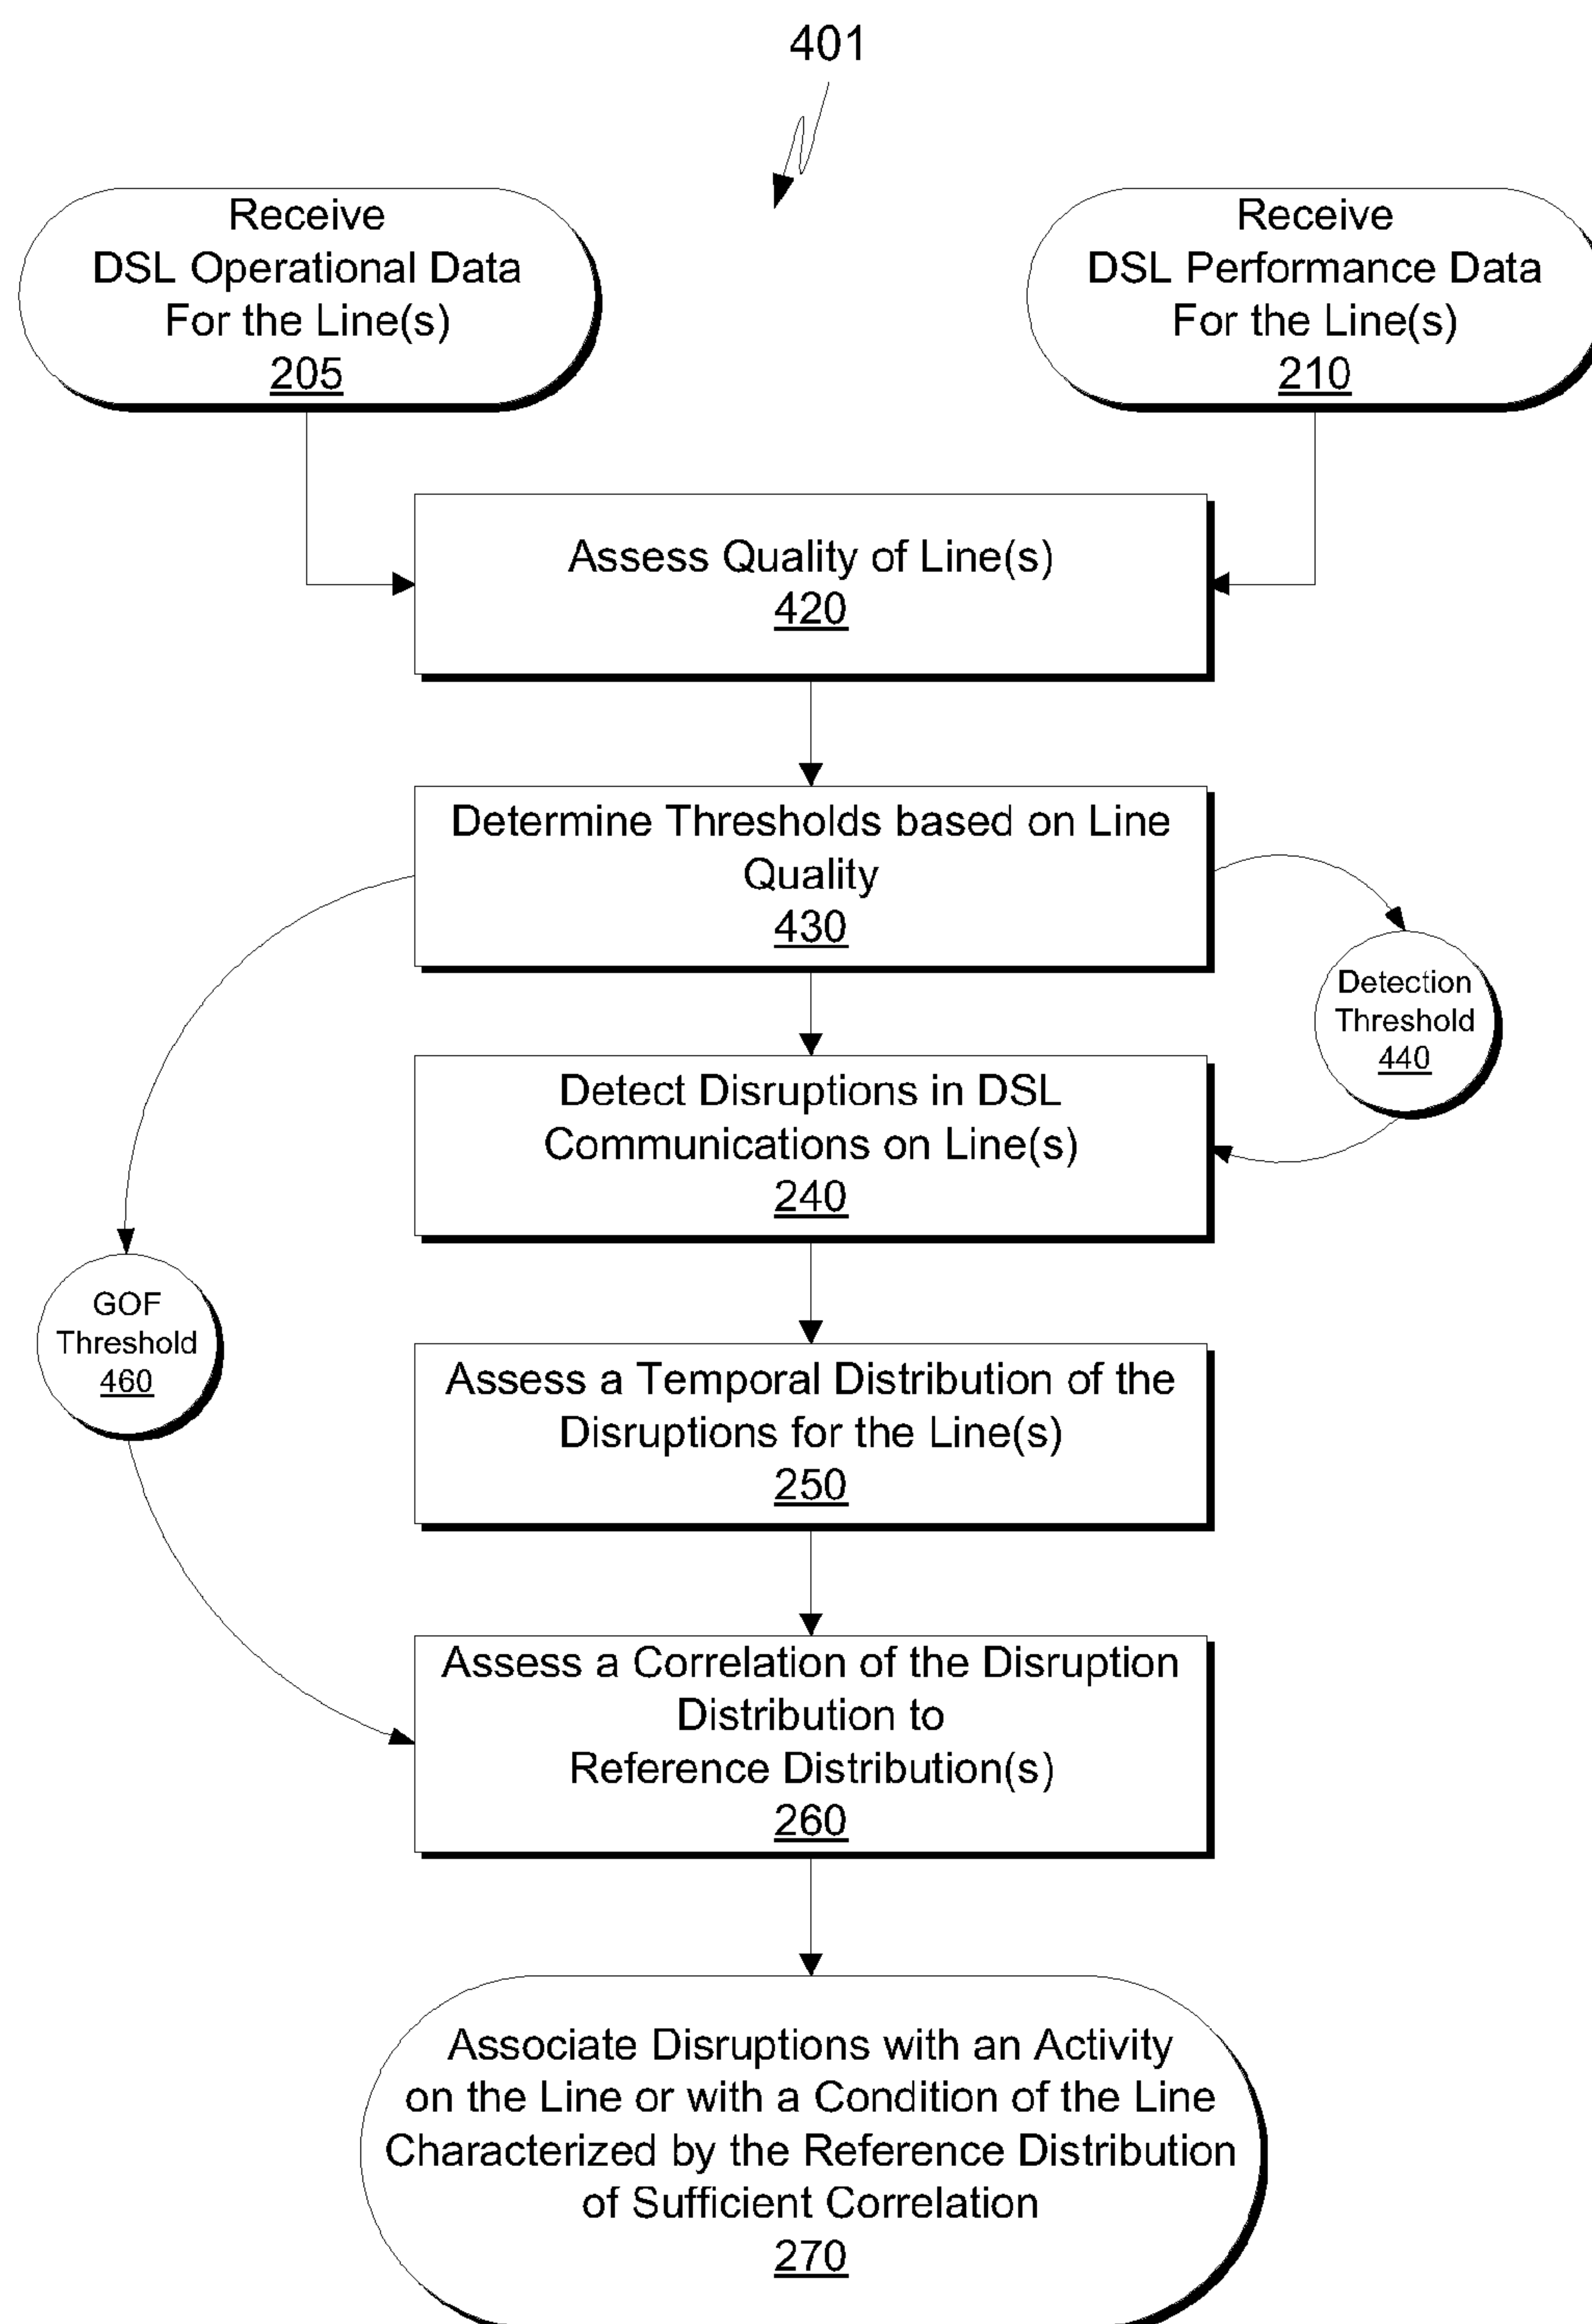 401
Receive
DSL Operational Data
For the Line(s)
205
Receive
DSL Performance Data
For the Line(s)
210
Assess Quality of Line(s)
420
Determine Thresholds based on Line
Quality
430
Detection
Threshold
440
Detect Disruptions in DSL
Communications on Line(s)
240
GOF
Threshold
460
Assess a Temporal Distribution of the
Disruptions for the Line(s)
250
Assess a Correlation of the Disruption
Distribution to
Reference Distribution(s)
260
Associate Disruptions with an Activity
on the Line or with a Condition of the Line
Characterized by the Reference Distribution
of Sufficient Correlation
270